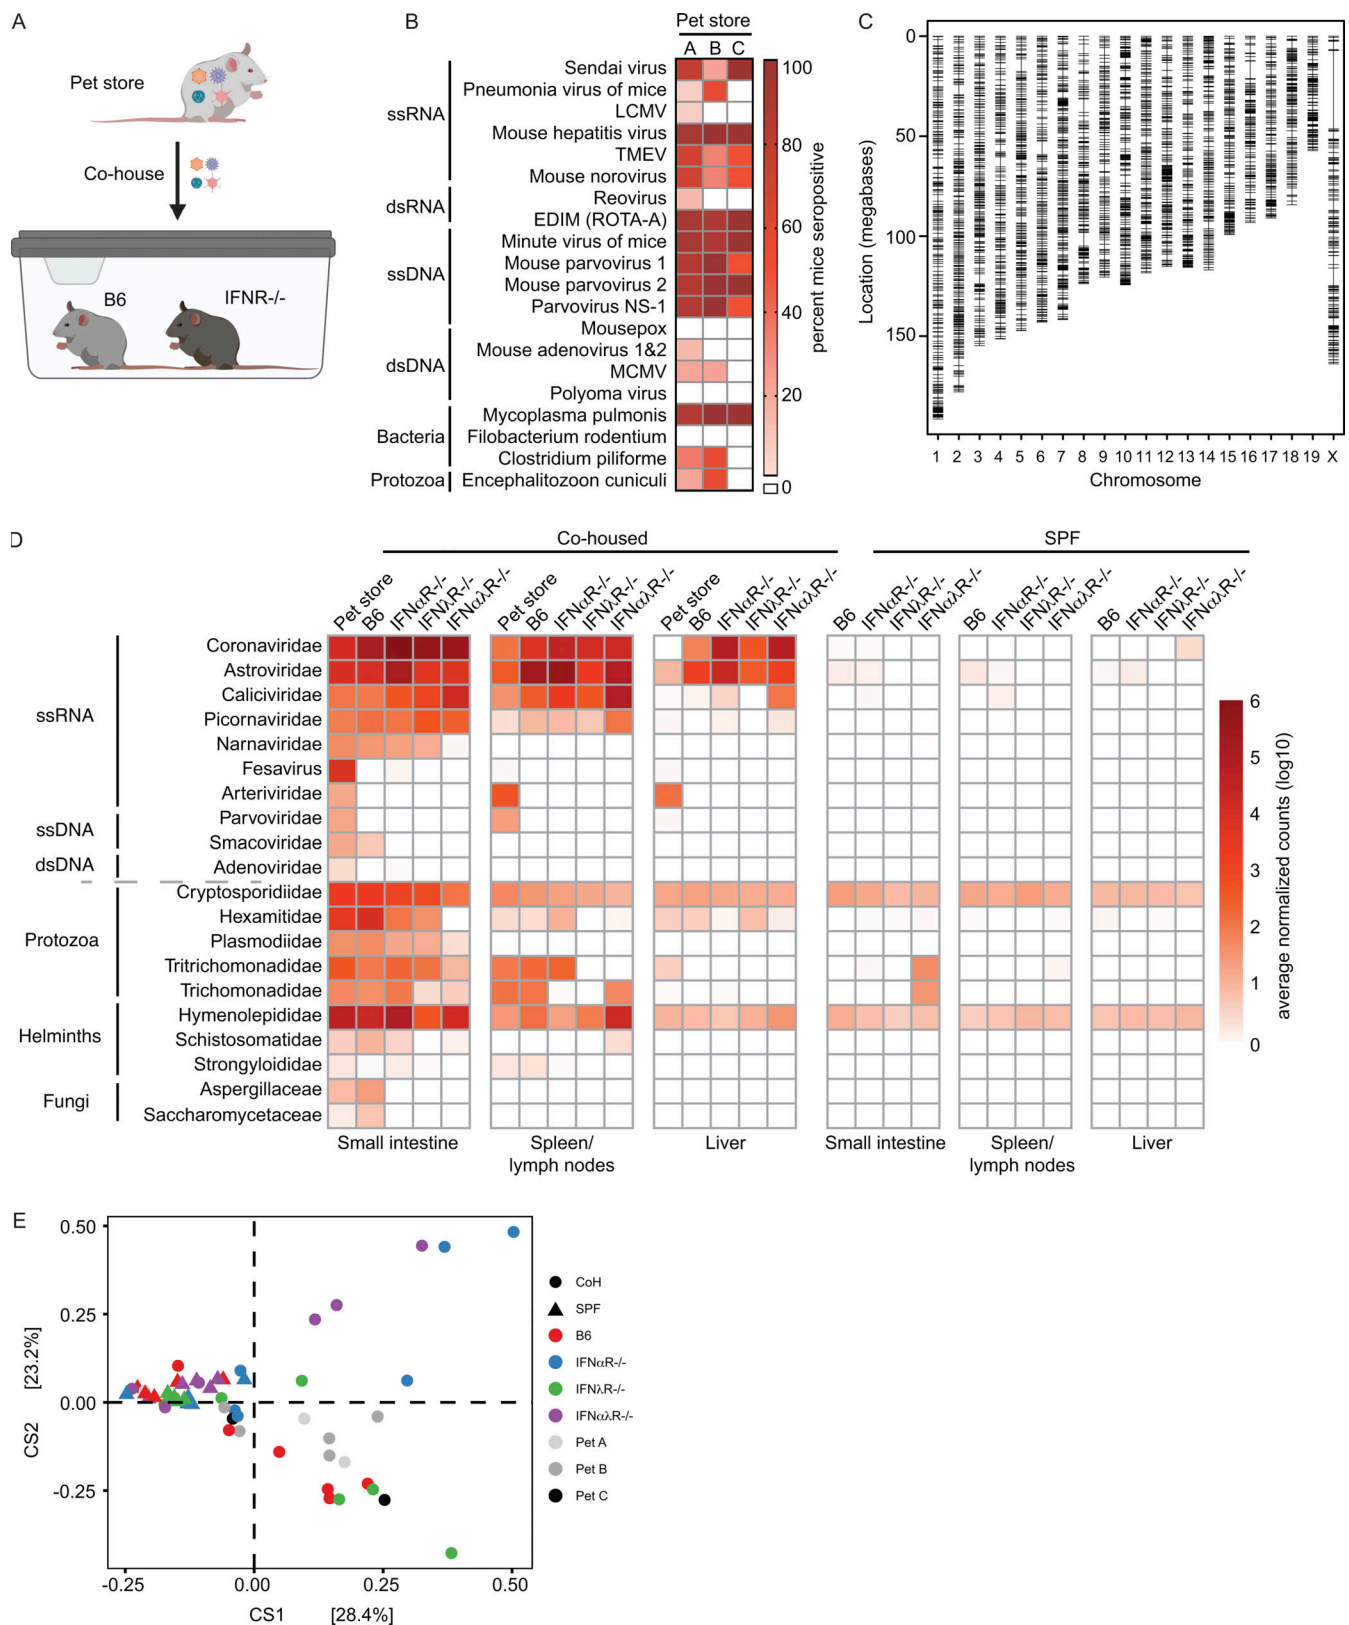 A
Pet store
Co-house
B6
IFNR-/-
B
Pet store
A B C
ssRNA
Sendai virus
Pneumonia virus of mice
LCMV
Mouse hepatitis virus
TMEV
Mouse norovirus
dsRNA
Reovirus
EDIM (ROTA-A)
ssDNA
Minute virus of mice
Mouse parvovirus 1
Mouse parvovirus 2
Parvovirus NS-1
dsDNA
Mousepox
Mouse adenovirus 1&2
MCMV
Polyoma virus
Bacteria
Mycoplasma pulmonis
Filobacterium rodentium
Clostridium piliforme
Protozoa
Encephalitozoon cuniculi
100
80
60
40
20
0
percent mice seropositive
C
0
50
100
150
Location (megabases)
1 2 3 4 5 6 7 8 9 10 11 12 13 14 15 16 17 18 19 X
Chromosome
D
Co-housed
SPF
Pet store B6 IFNαR-/- IFNλR-/- IFNαλR-/-
Pet store B6 IFNαR-/- IFNλR-/- IFNαλR-/-
Pet store B6 IFNαR-/- IFNλR-/- IFNαλR-/-
B6 IFNαR-/- IFNλR-/- IFNαλR-/-
B6 IFNαR-/- IFNλR-/- IFNαλR-/-
B6 IFNαR-/- IFNλR-/- IFNαλR-/-
ssRNA
Coronaviridae
Astroviridae
Caliciviridae
Picornaviridae
Narnaviridae
Fesavirus
Arteriviridae
ssDNA
Parvoviridae
Smacoviridae
dsDNA
Adenoviridae
Protozoa
Cryptosporidiidae
Hexamitidae
Plasmodiidae
Tritrichomonadidae
Trichomonadidae
Helminths
Hymenolepididae
Schistosomatidae
Strongyloididae
Fungi
Aspergillaceae
Saccharomycetaceae
Small intestine
Spleen/
lymph nodes
Liver
Small intestine
Spleen/
lymph nodes
Liver
6
5
4
3
2
1
0
average normalized counts (log10)
E
0.50
0.25
0.00
-0.25
CS2 [23.2%]
-0.25 0.00 0.25 0.50
CS1 [28.4%]
CoH
SPF
B6
IFNαR-/-
IFNλR-/-
IFNαλR-/-
Pet A
Pet B
Pet C